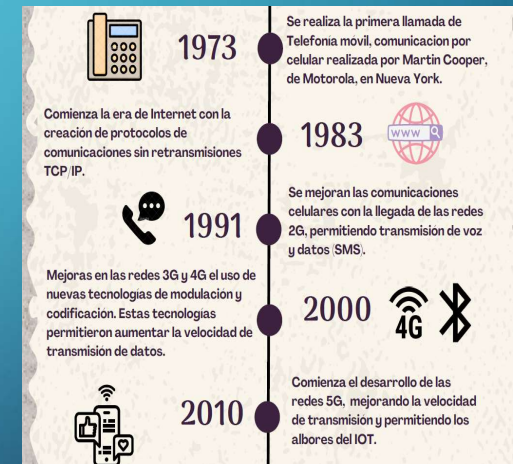 1973
Se realiza la primera llamada de
Telefonía móvil, comunicacion por
celular realizada por Martin Cooper,
de Motorola, en Nueva York.
Comienza la era de Internet con la
creación de protocolos de
comunicaciones sin retransmisiones
TCP/IP.
1983
WWW
1991
Se mejoran las comunicaciones
celulares con la llegada de las redes
2G, permitiendo transmisión de voz
y datos (SMS).
Mejoras en las redes 3G y 4G el uso de
nuevas tecnologías de modulación y
codificación. Estas tecnologías
permitieron aumentar la velocidad de
transmisión de datos.
2000
4G
2010
Comienza el desarrollo de las
redes 5G, mejorando la velocidad
de transmisión y permitiendo los
albores del IOT.